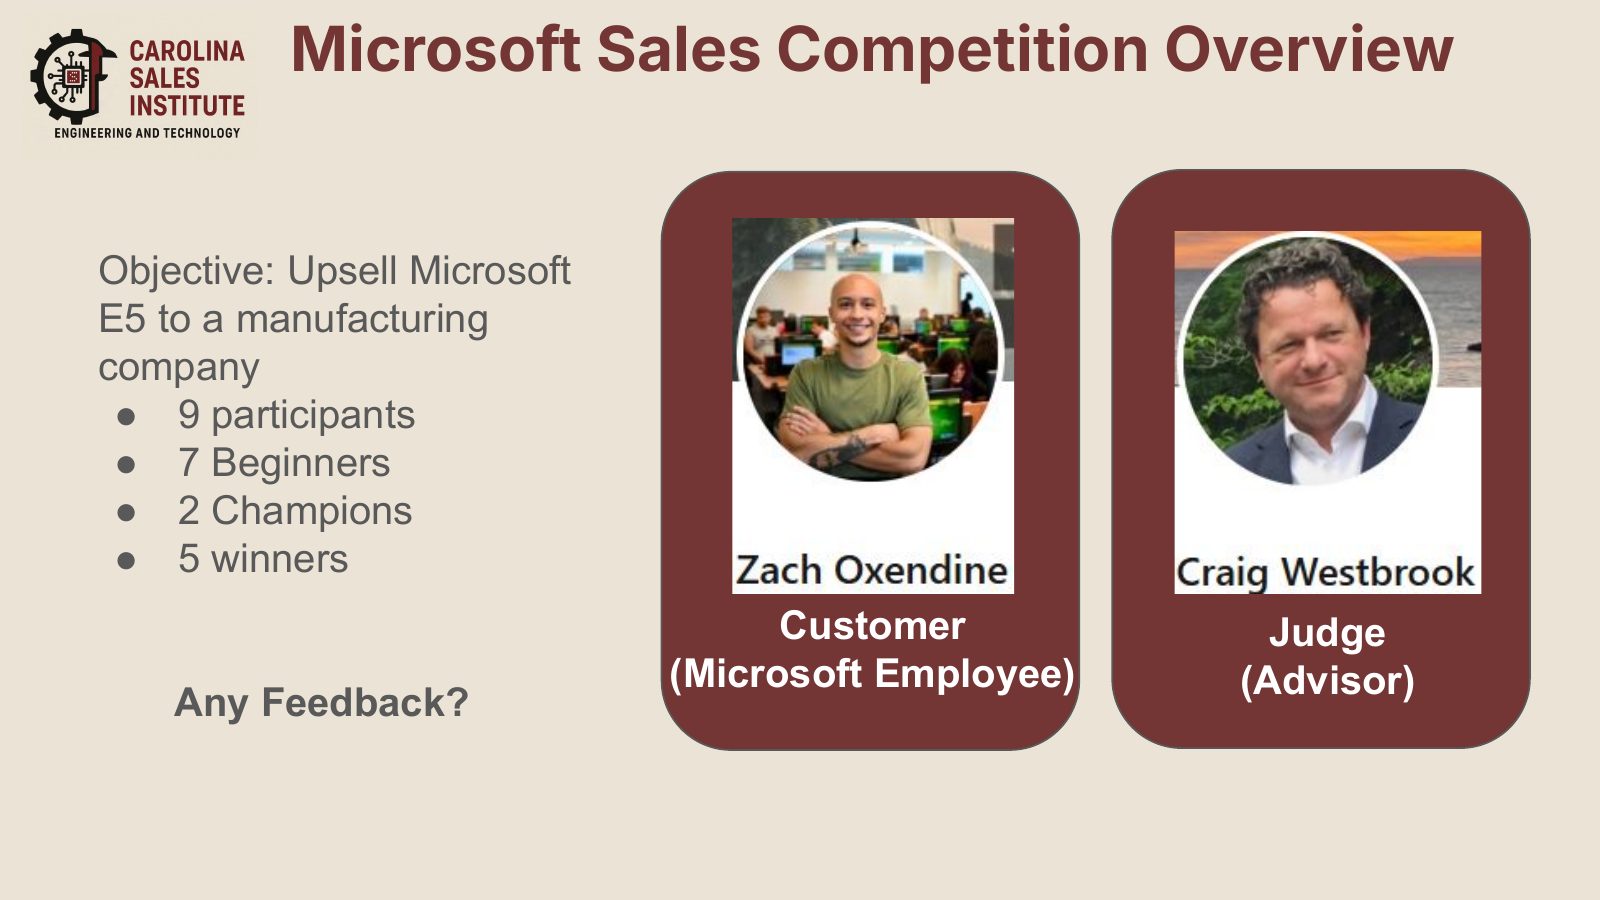 CAROLINA
SALES
INSTITUTE
ENGINEERING AND TECHNOLOGY
Microsoft Sales Competition Overview
Objective: Upsell Microsoft
E5 to a manufacturing
company
● 9 participants
● 7 Beginners
● 2 Champions
● 5 winners
Any Feedback?
Zach Oxendine
Customer
(Microsoft Employee)
Craig Westbrook
Judge
(Advisor)